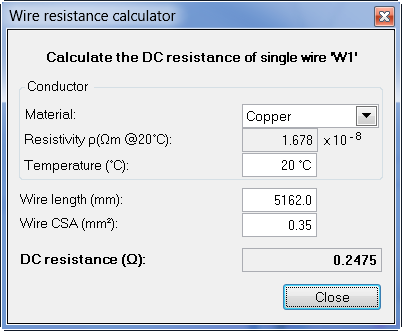 Wire resistance calculator
Calculate the DC resistance of single wire 'W1'
Conductor
Material: Copper
Resistivity ρ(Ωm @20°C): 1.678 x 10 -8
Temperature (°C): 20 °C
Wire length (mm): 5162.0
Wire CSA (mm²): 0.35
DC resistance (Ω): 0.2475
Close